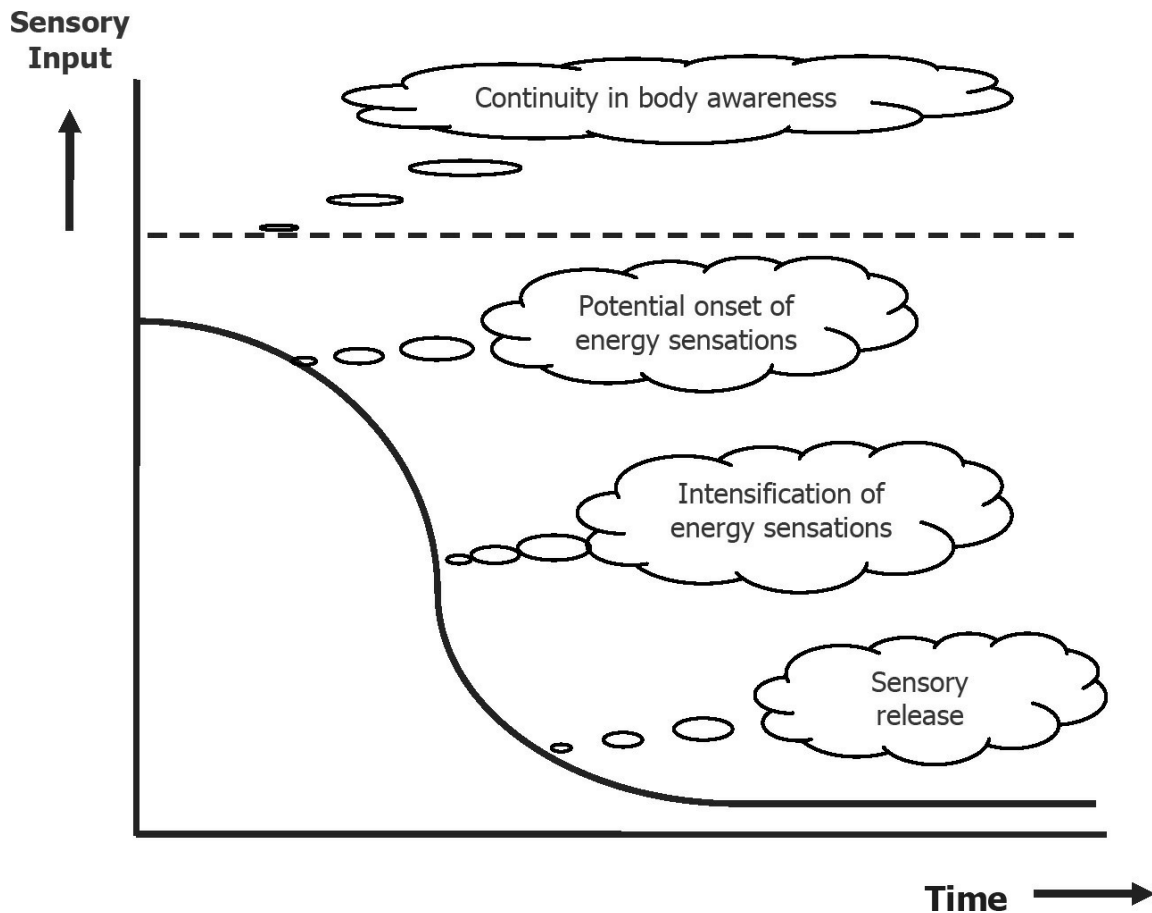 Sensory
Input
Continuity in body awareness
Potential onset of
energy sensations
Intensification of
energy sensations
Sensory
release
Time